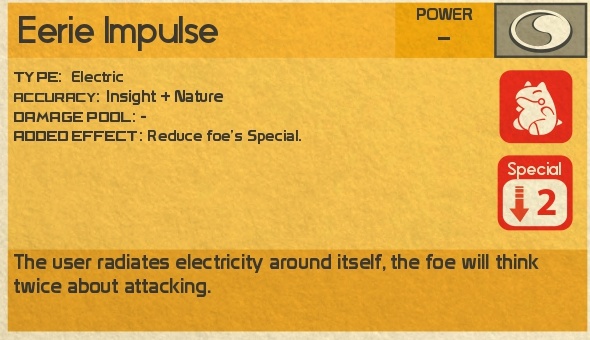 Eerie Impulse
POWER
–
TYPE: Electric
ACCURACY: Insight + Nature
DAMAGE POOL: -
ADDED EFFECT: Reduce foe's Special.
Special
2
The user radiates electricity around itself, the foe will think
twice about attacking.